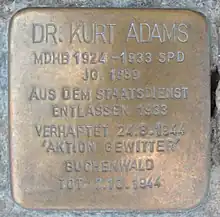 DR. KURT ADAMS
MDHB 1924-1933 SPD
JG. 1889
AUS DEM STAATSDIENST
ENTLASSEN 1933
VERHAFTET 24.8.1944
'AKTION GEWITTER'
BUCHENWALD
TOT 7.10.1944